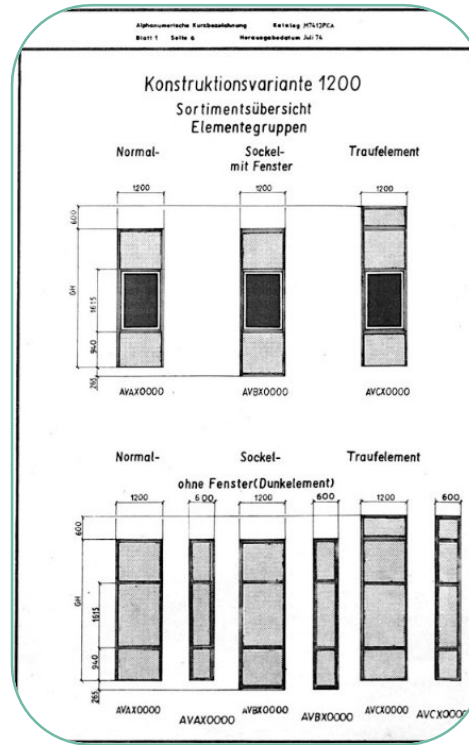 Alphanumerische Kurzbezeichnung Katalog M7413PCA
Blatt 1 Seite 6 Herausgabedatum Juli 74
Konstruktionsvariante 1200
Sortimentsübersicht
Elementegruppen
Normal- Sockel- Traufelement
mit Fenster
1200 1200 1200
600
GH
1615
940
265
AVAX0000 AVBX0000 AVCX0000
Normal- Sockel- Traufelement
ohne Fenster(Dunkelement)
1200 600 1200 600 1200 600
600
GH
1615
940
265
AVAX0000 AVAX0000 AVBX0000 AVBX0000 AVCX0000 AVCX0000